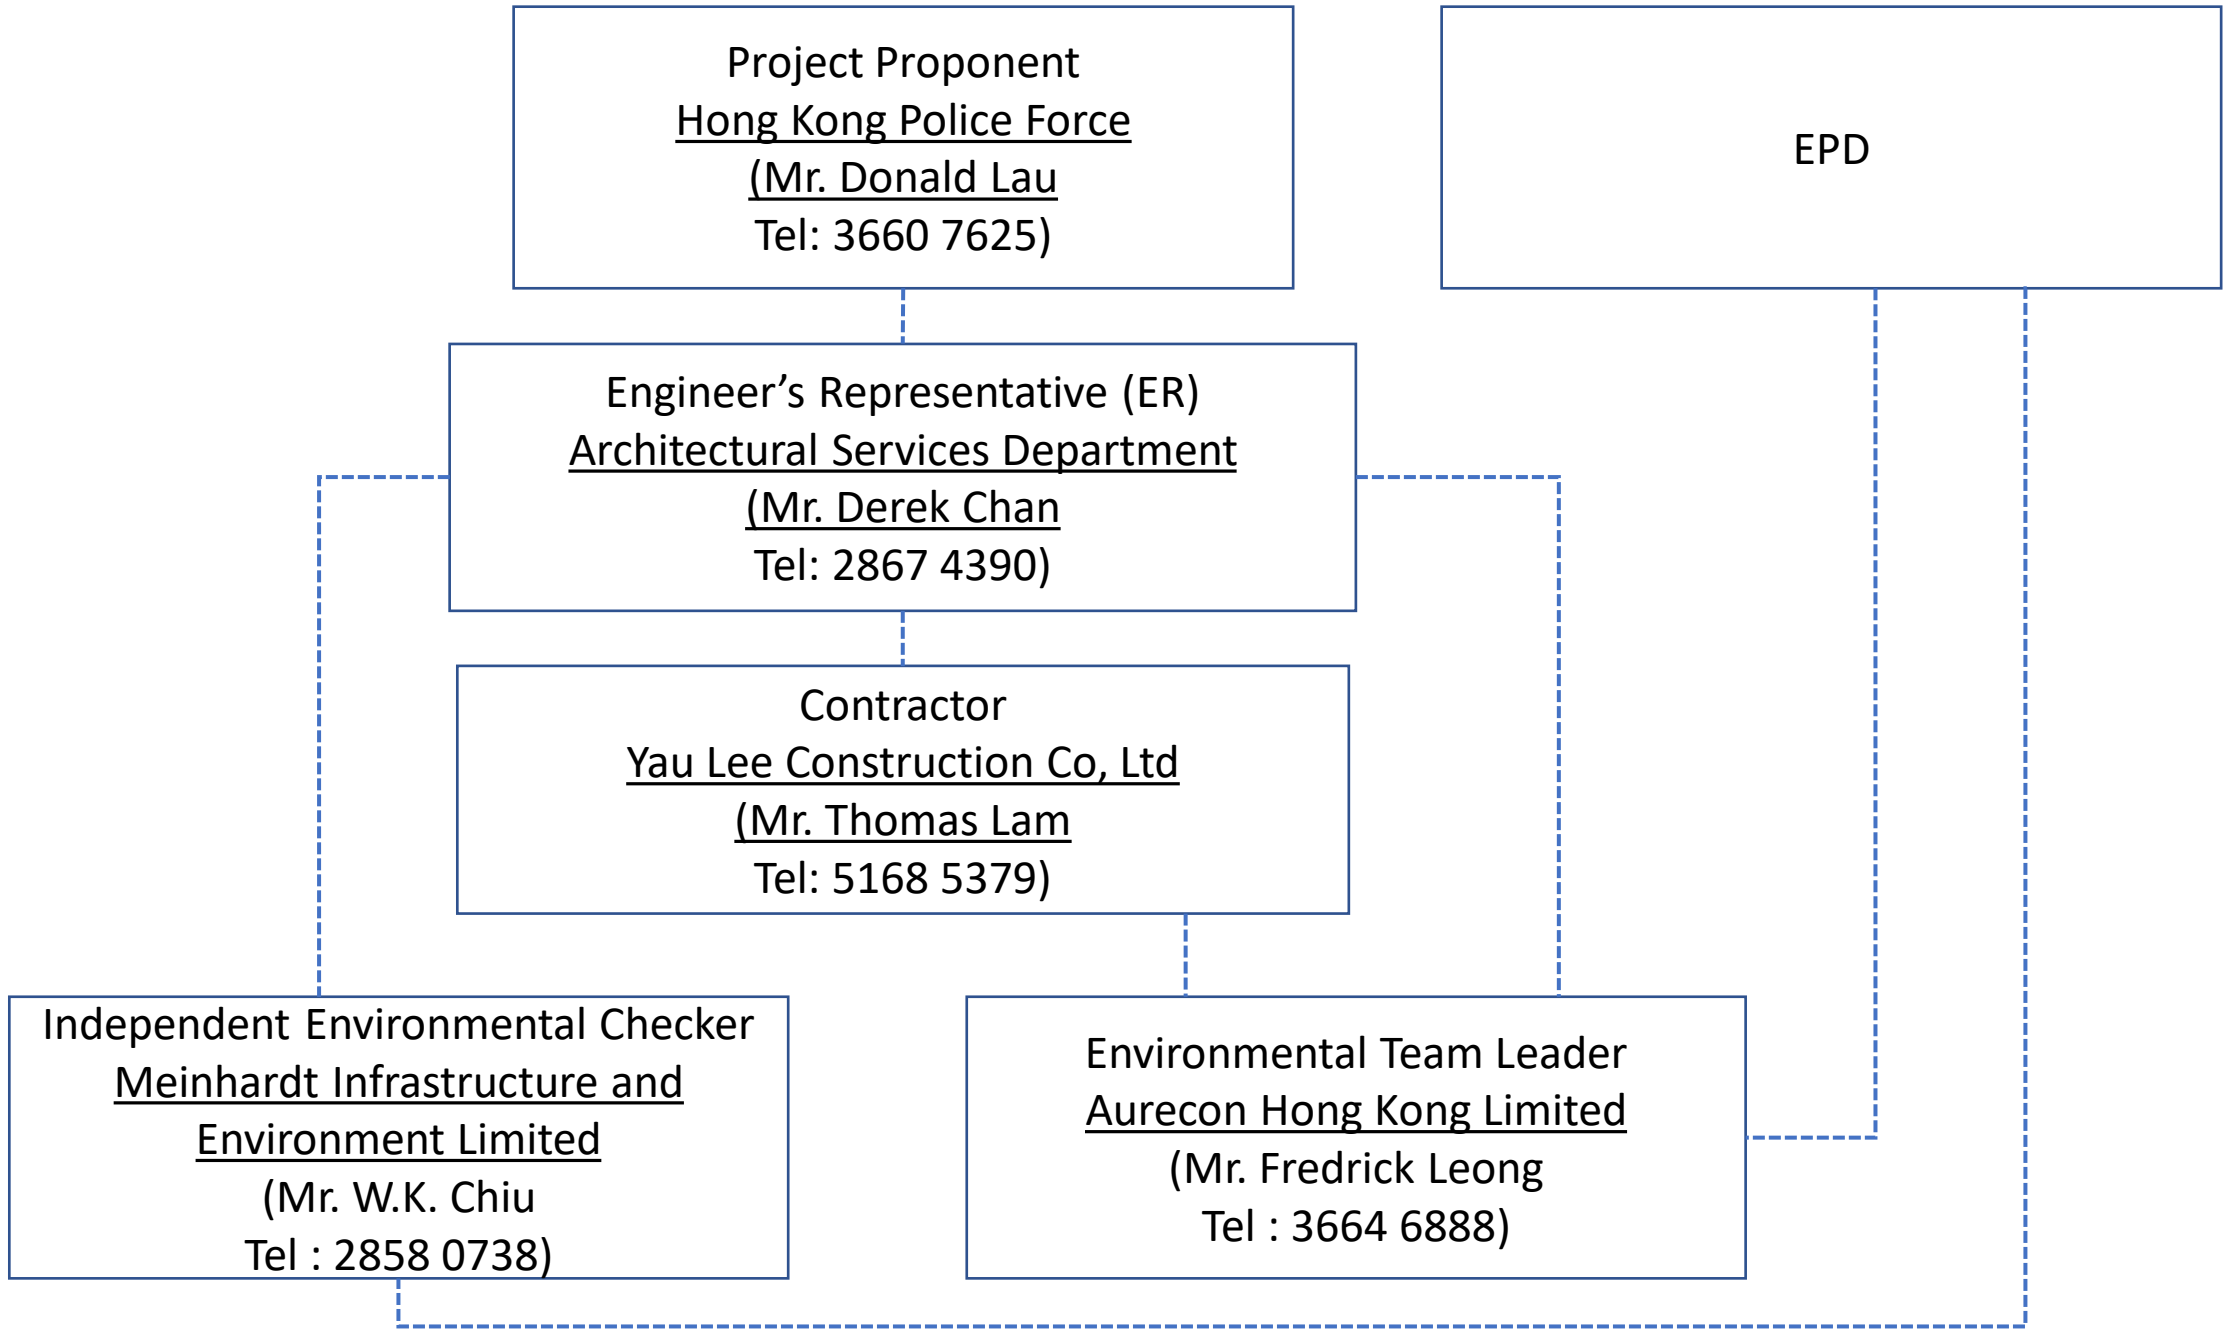 Project Proponent
Hong Kong Police Force
(Mr. Donald Lau
Tel: 3660 7625)
EPD
Engineer’s Representative (ER)
Architectural Services Department
(Mr. Derek Chan
Tel: 2867 4390)
Contractor
Yau Lee Construction Co, Ltd
(Mr. Thomas Lam
Tel: 5168 5379)
Independent Environmental Checker
Meinhardt Infrastructure and
Environment Limited
(Mr. W.K. Chiu
Tel : 2858 0738)
Environmental Team Leader
Aurecon Hong Kong Limited
(Mr. Fredrick Leong
Tel : 3664 6888)